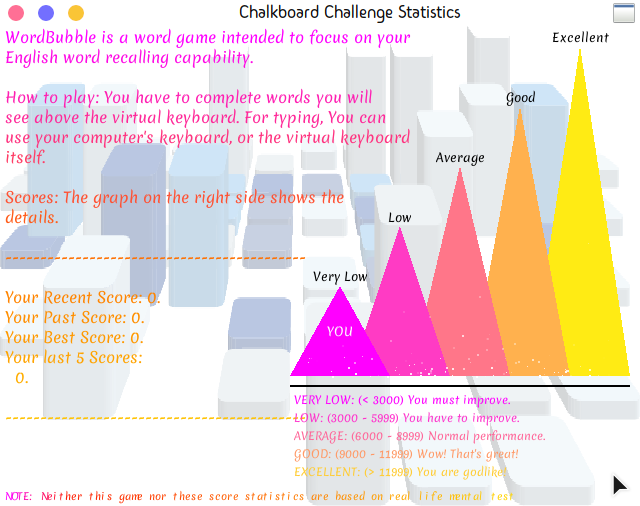 Chalkboard Challenge Statistics
WordBubble is a word game intended to focus on your
English word recalling capability.
How to play: You have to complete words you will
see above the virtual keyboard. For typing, You can
use your computer's keyboard, or the virtual keyboard
itself.
Scores: The graph on the right side shows the
details.
Your Recent Score: 0.
Your Past Score: 0.
Your Best Score: 0.
Your last 5 Scores:
0.
Excellent
Good
Average
Low
Very Low
YOU
VERY LOW: (< 3000) You must improve.
LOW: (3000 - 5999) You have to improve.
AVERAGE: (6000 - 8999) Normal performance.
GOOD: (9000 - 11999) Wow! That's great!
EXCELLENT: (> 11999) You are godlike!
NOTE: Neither this game nor these score statistics are based on real life mental test